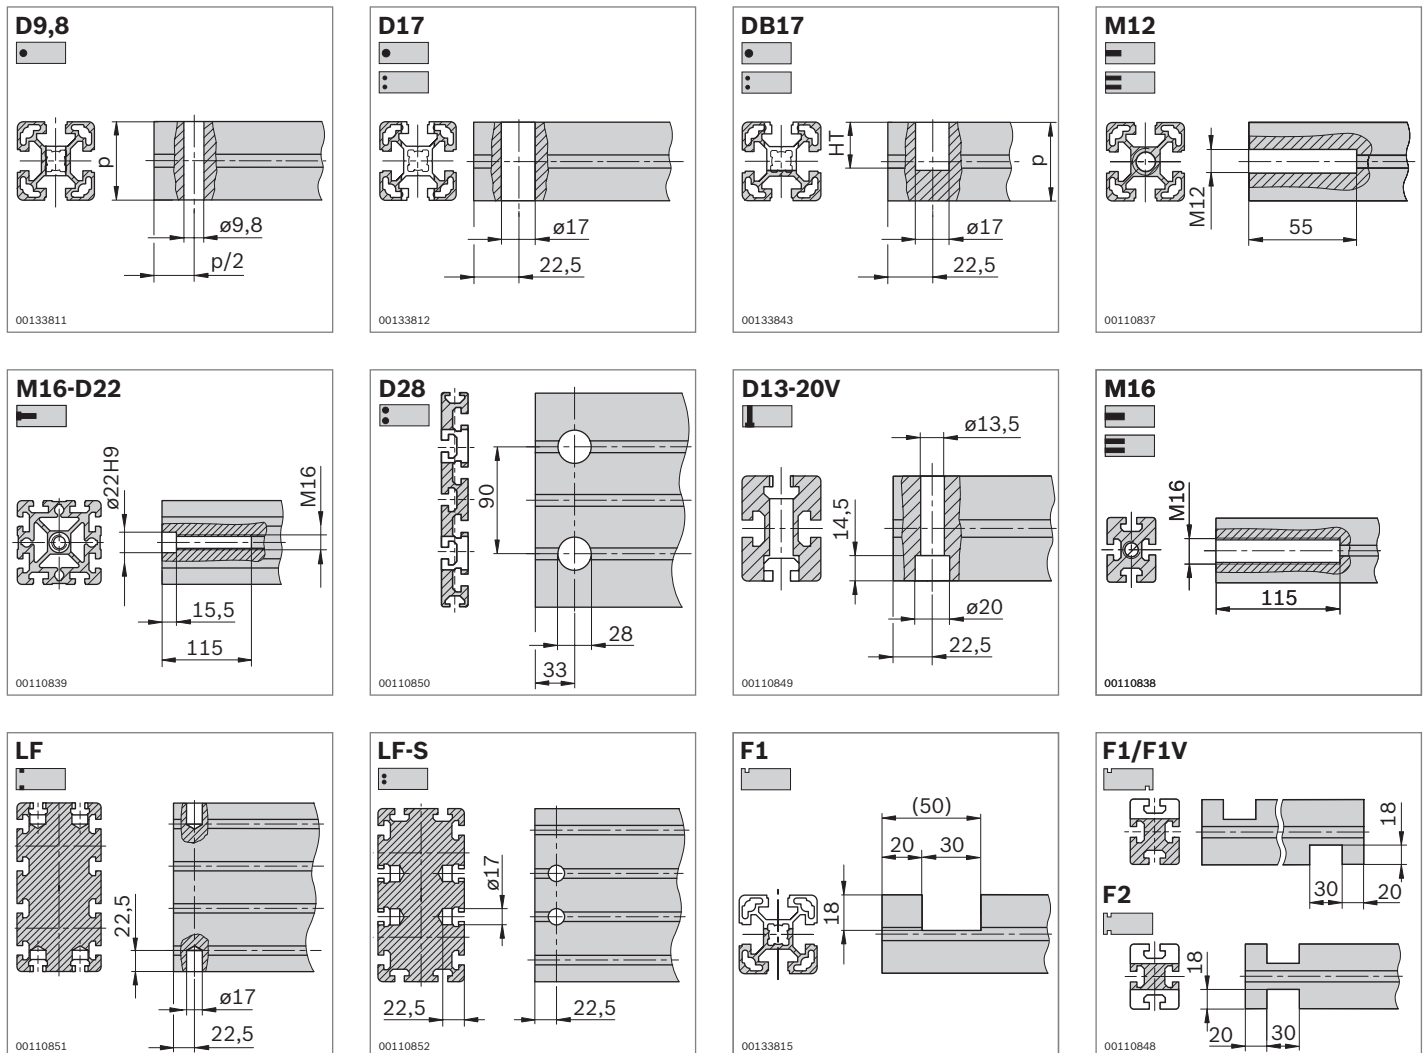 D9,8
p
ø9,8
p/2
00133811
D17
ø17
22,5
00133812
DB17
HT
p
ø17
22,5
00133843
M12
M12
55
00110837
M16-D22
ø22H9
M16
15,5
115
00110839
D28
90
28
33
00110850
D13-20V
ø13,5
14,5
ø20
22,5
00110849
M16
M16
115
00110838
LF
22,5
ø17
22,5
00110851
LF-S
ø17
22,5
22,5
00110852
F1
(50)
20
30
18
00133815
F1/F1V
18
30
20
F2
18
20
30
00110848